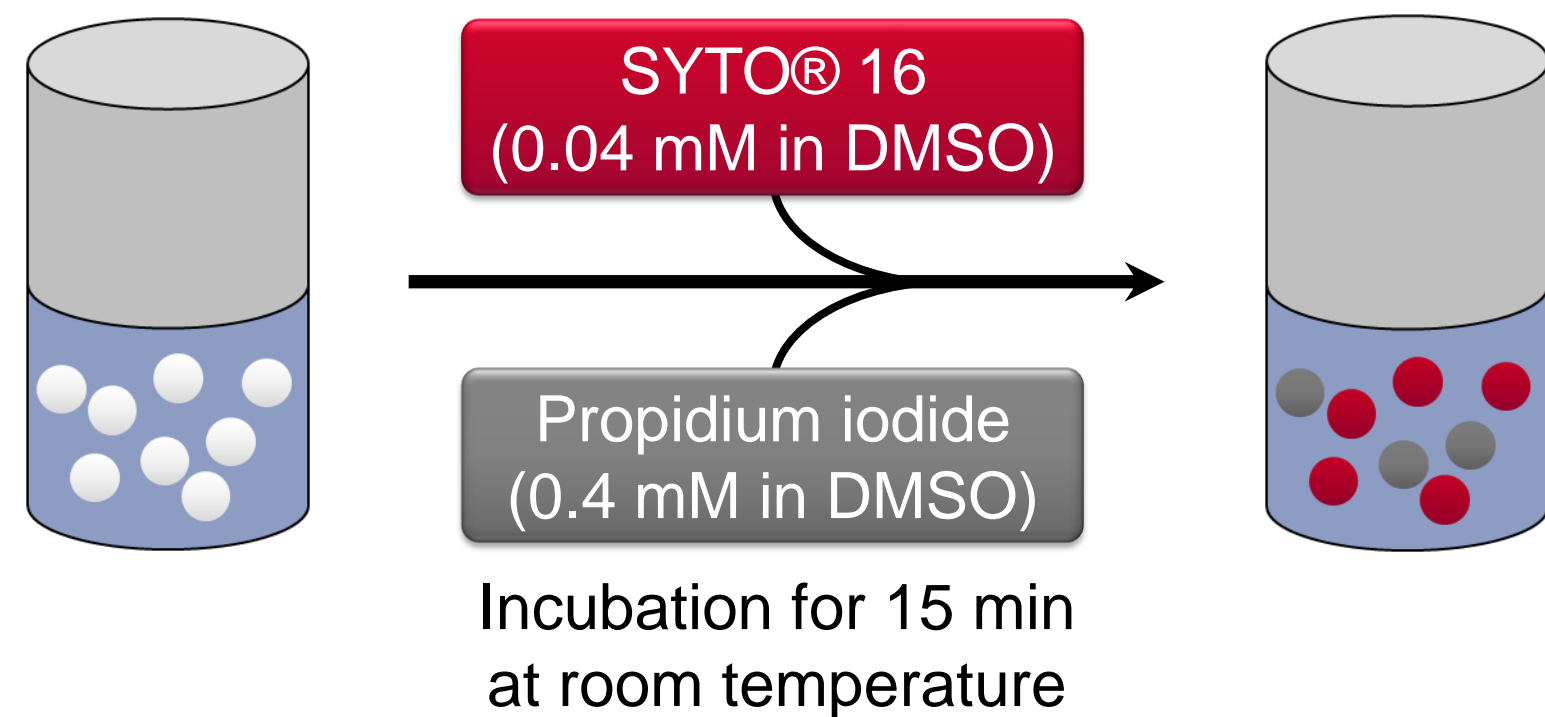 SYTO® 16
(0.04 mM in DMSO)
Propidium iodide
(0.4 mM in DMSO)
Incubation for 15 min
at room temperature